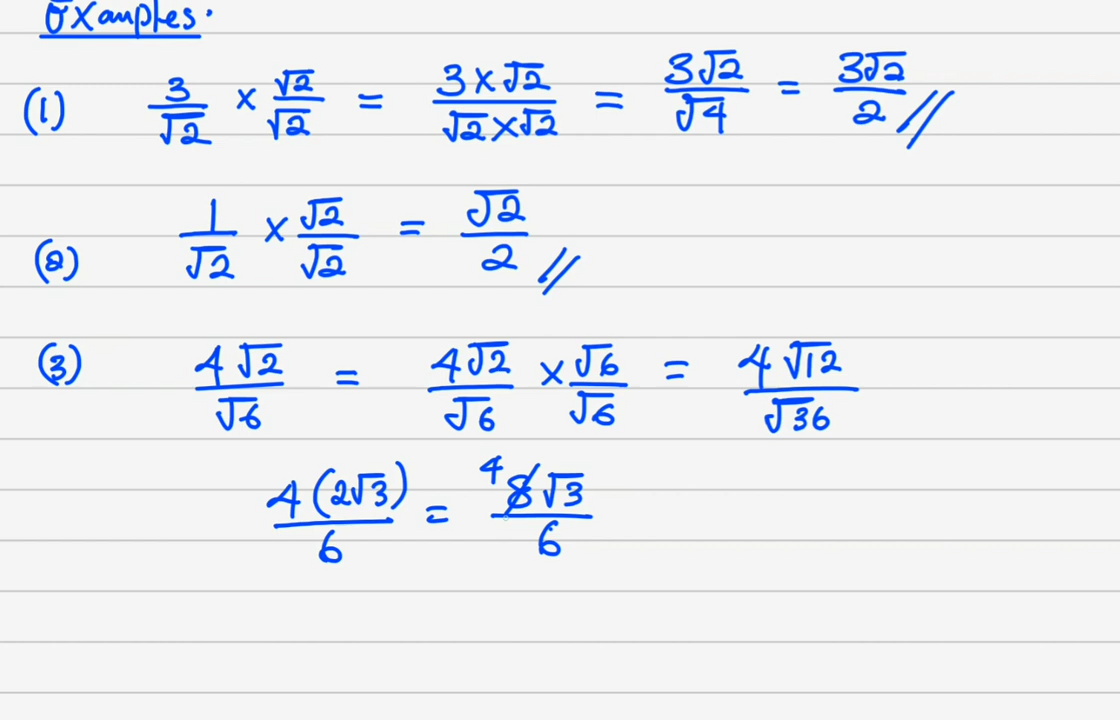 Examples.
(1) 3/√2 × √2/√2 = 3×√2/√2×√2 = 3√2/√4 = 3√2/2 //
(2) 1/√2 × √2/√2 = √2/2 //
(3) 4√2/√6 = 4√2/√6 × √6/√6 = 4√12/√36
4(2√3)/6 = 4 8√3/6